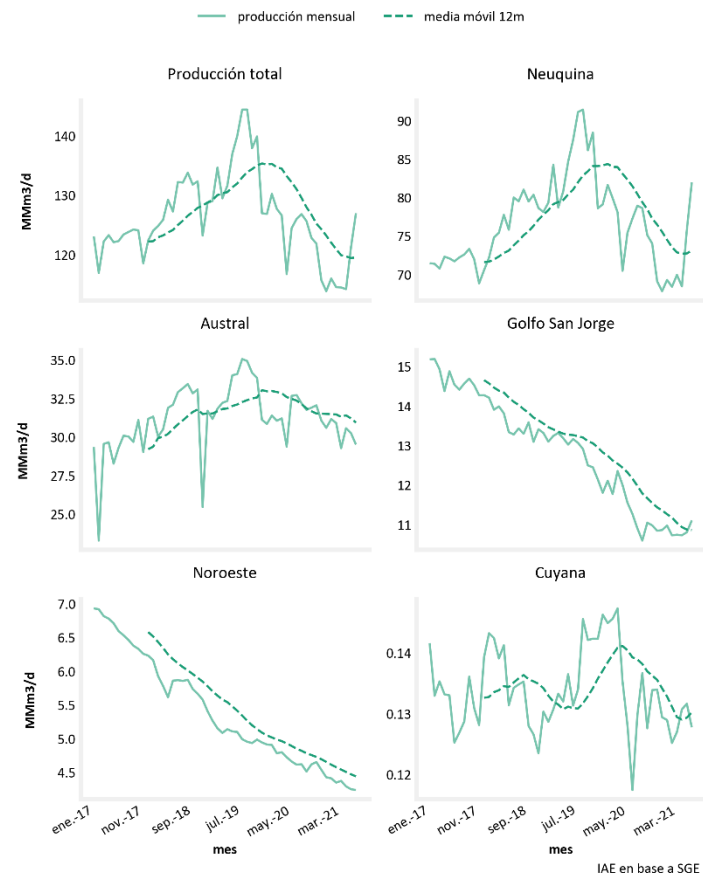 producción mensual media móvil 12m
Producción total
Neuquina
MMm3/d
140
130
120
90
85
80
75
70
Austral
Golfo San Jorge
MMm3/d
35.0
32.5
30.0
27.5
25.0
15
14
13
12
11
Noroeste
Cuyana
MMm3/d
7.0
6.5
6.0
5.5
5.0
4.5
0.14
0.13
0.12
ene.-17 nov.-17 sep.-18 jul.-19 may.-20 mar.-21
ene.-17 nov.-17 sep.-18 jul.-19 may.-20 mar.-21
mes
mes
IAE en base a SGE